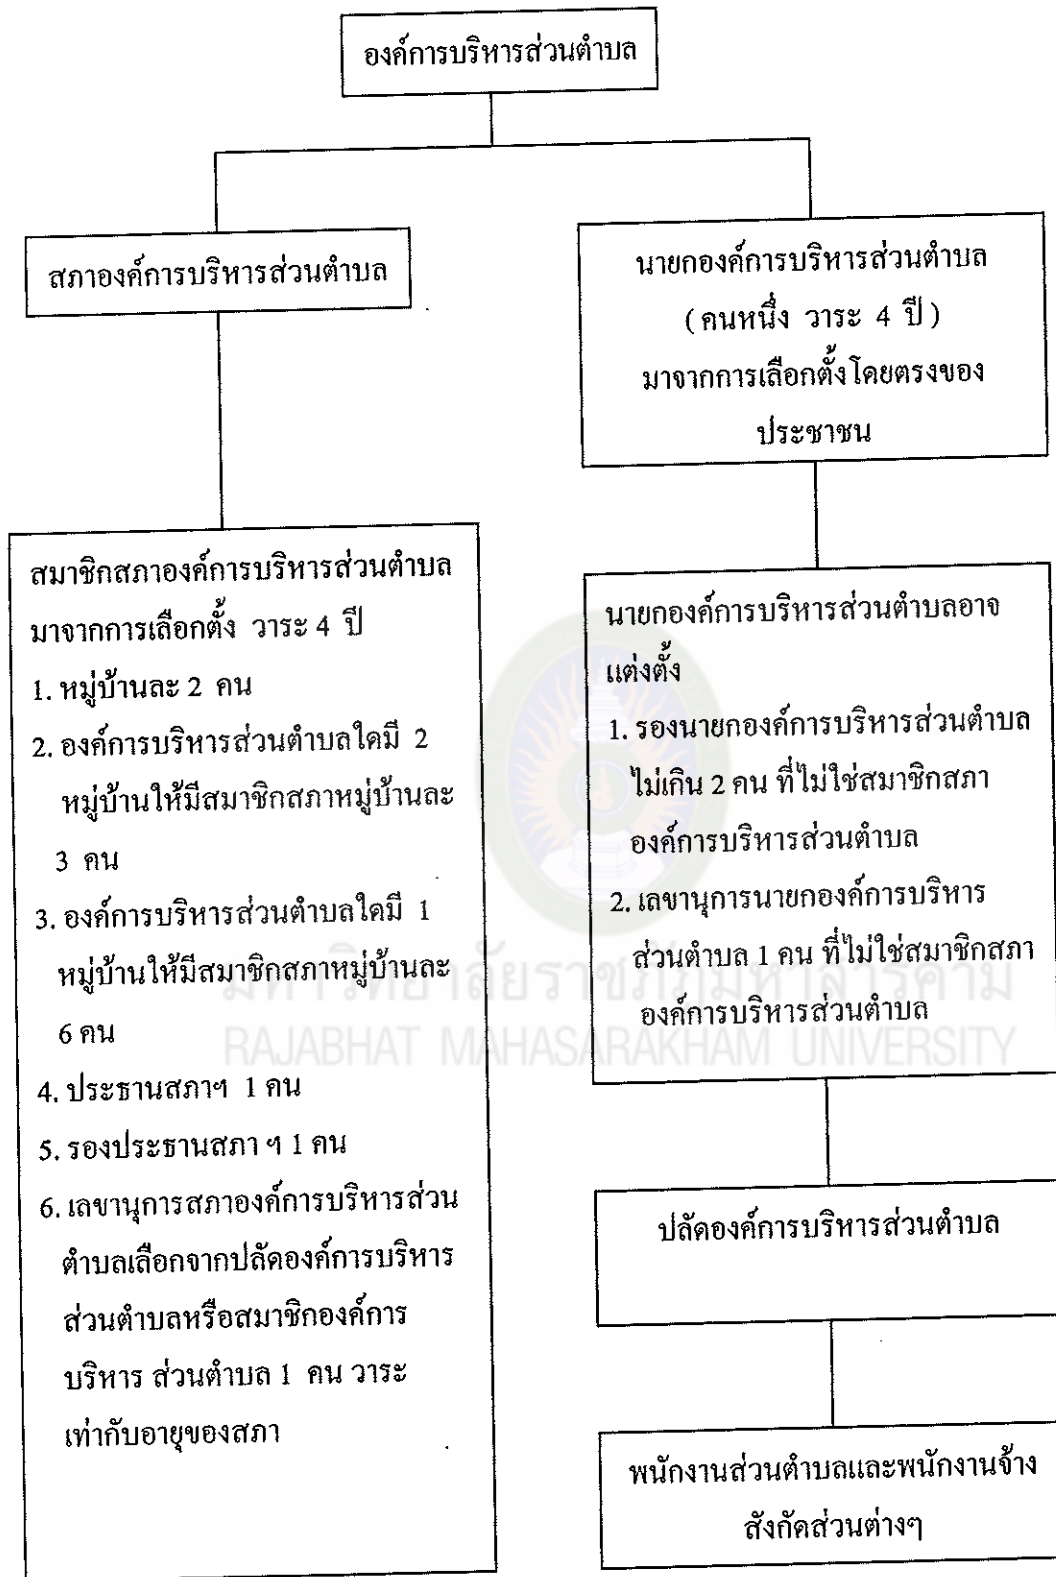 องค์การบริหารส่วนตำบล
สภาองค์การบริหารส่วนตำบล
นายกองค์การบริหารส่วนตำบล
( คนหนึ่ง วาระ 4 ปี )
มาจากการเลือกตั้งโดยตรงของ
ประชาชน
สมาชิกสภาองค์การบริหารส่วนตำบล
มาจากการเลือกตั้ง วาระ 4 ปี
1. หมู่บ้านละ 2 คน
2. องค์การบริหารส่วนตำบลใดมี 2
หมู่บ้านให้มีสมาชิกสภาหมู่บ้านละ
3 คน
3. องค์การบริหารส่วนตำบลใดมี 1
หมู่บ้านให้มีสมาชิกสภาหมู่บ้านละ
6 คน
4. ประธานสภาฯ 1 คน
5. รองประธานสภา ฯ 1 คน
6. เลขานุการสภาองค์การบริหารส่วน
ตำบลเลือกจากปลัดองค์การบริหาร
ส่วนตำบลหรือสมาชิกองค์การ
บริหาร ส่วนตำบล 1 คน วาระ
เท่ากับอายุของสภา
นายกองค์การบริหารส่วนตำบลอาจ
แต่งตั้ง
1. รองนายกองค์การบริหารส่วนตำบล
ไม่เกิน 2 คน ที่ไม่ใช่สมาชิกสภา
องค์การบริหารส่วนตำบล
2. เลขานุการนายกองค์การบริหาร
ส่วนตำบล 1 คน ที่ไม่ใช่สมาชิกสภา
องค์การบริหารส่วนตำบล
มหาวิทยาลัยราชภัฏมหาสารคาม
RAJABHAT MAHASARAKHAM UNIVERSITY
ปลัดองค์การบริหารส่วนตำบล
พนักงานส่วนตำบลและพนักงานจ้าง
สังกัดส่วนต่างๆ